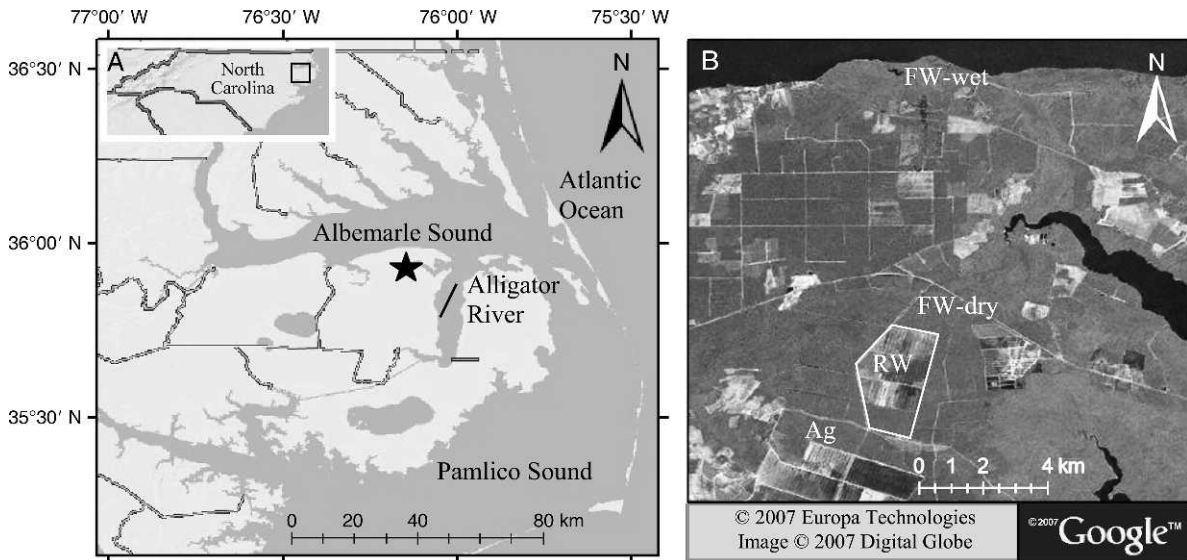 77°00′ W
76°30′ W
76°00′ W
75°30′ W
36°30′ N
36°00′ N
35°30′ N
A
North
Carolina
N
Atlantic
Ocean
Albemarle Sound
Alligator
River
Pamlico Sound
0 20 40 80 km
B
FW-wet
N
FW-dry
RW
Ag
0 1 2 4 km
© 2007 Europa Technologies
Image © 2007 Digital Globe
©2007 Google™